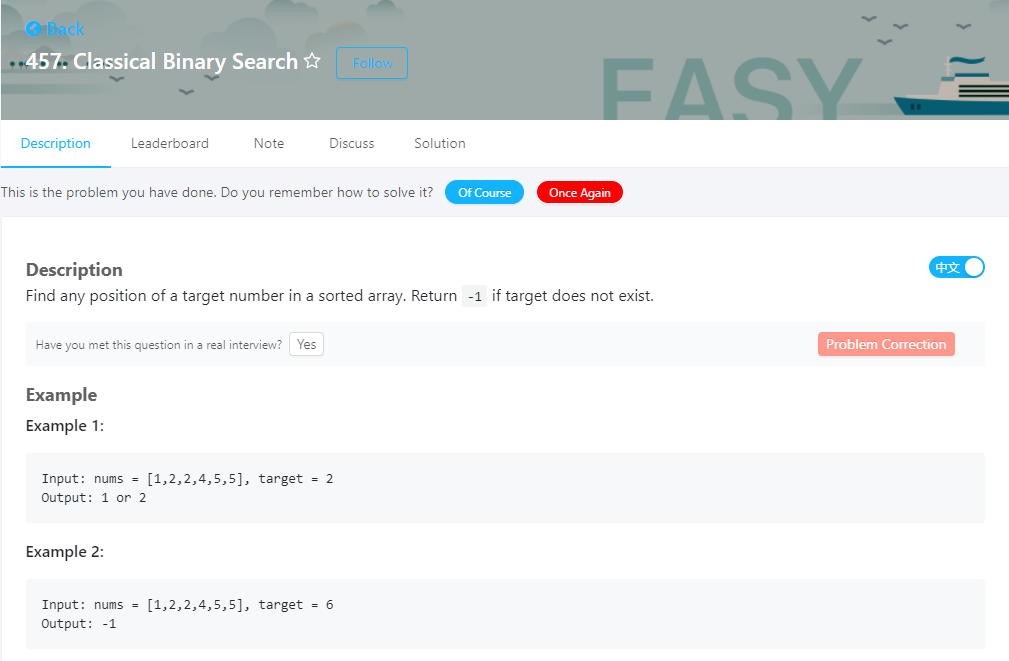 Back
457. Classical Binary Search
Follow
EASY
Description Leaderboard Note Discuss Solution
This is the problem you have done. Do you remember how to solve it? Of Course Once Again
Description
中文
Find any position of a target number in a sorted array. Return -1 if target does not exist.
Have you met this question in a real interview? Yes
Problem Correction
Example
Example 1:
Input: nums = [1,2,2,4,5,5], target = 2
Output: 1 or 2
Example 2:
Input: nums = [1,2,2,4,5,5], target = 6
Output: -1